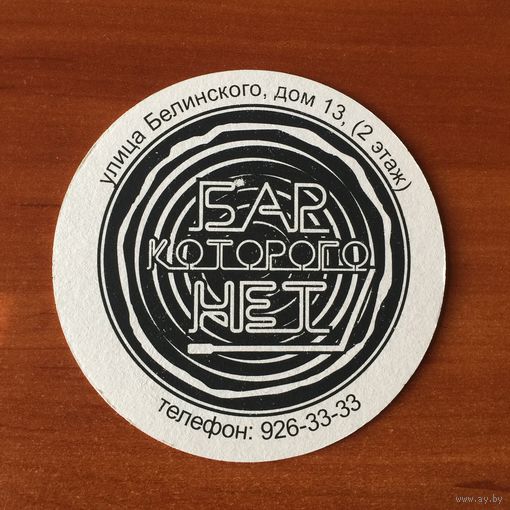 улица Белинского, дом 13, (2 этаж)
БАР
КОТОРОГО
НЕТ
телефон: 926-33-33
www.ay.by